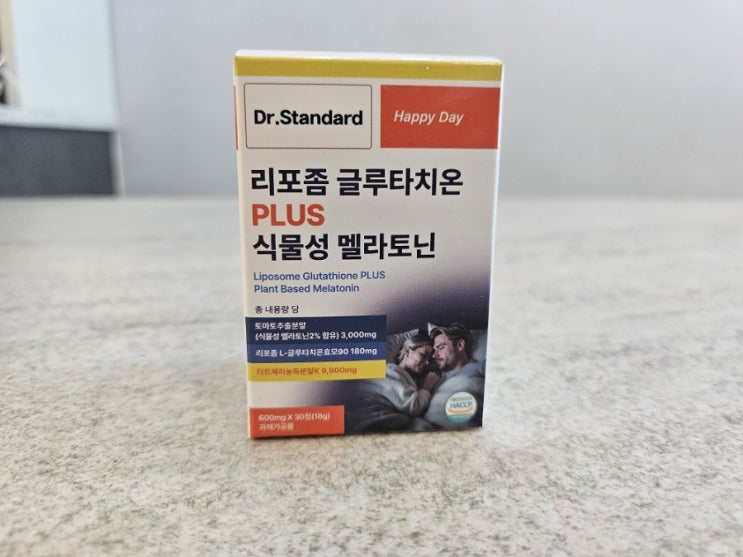 Dr.Standard
Happy Day
리포좀 글루타치온
PLUS
식물성 멜라토닌
Liposome Glutathione PLUS
Plant Based Melatonin
총 내용량 당
토마토추출분말
(식물성 멜라토닌2% 함유) 3,000mg
리포좀 L-글루타치온효모90 180mg
타트체리농축분말K 9,900mg
600mg X 30정(18g)
과채가공품
HACCP